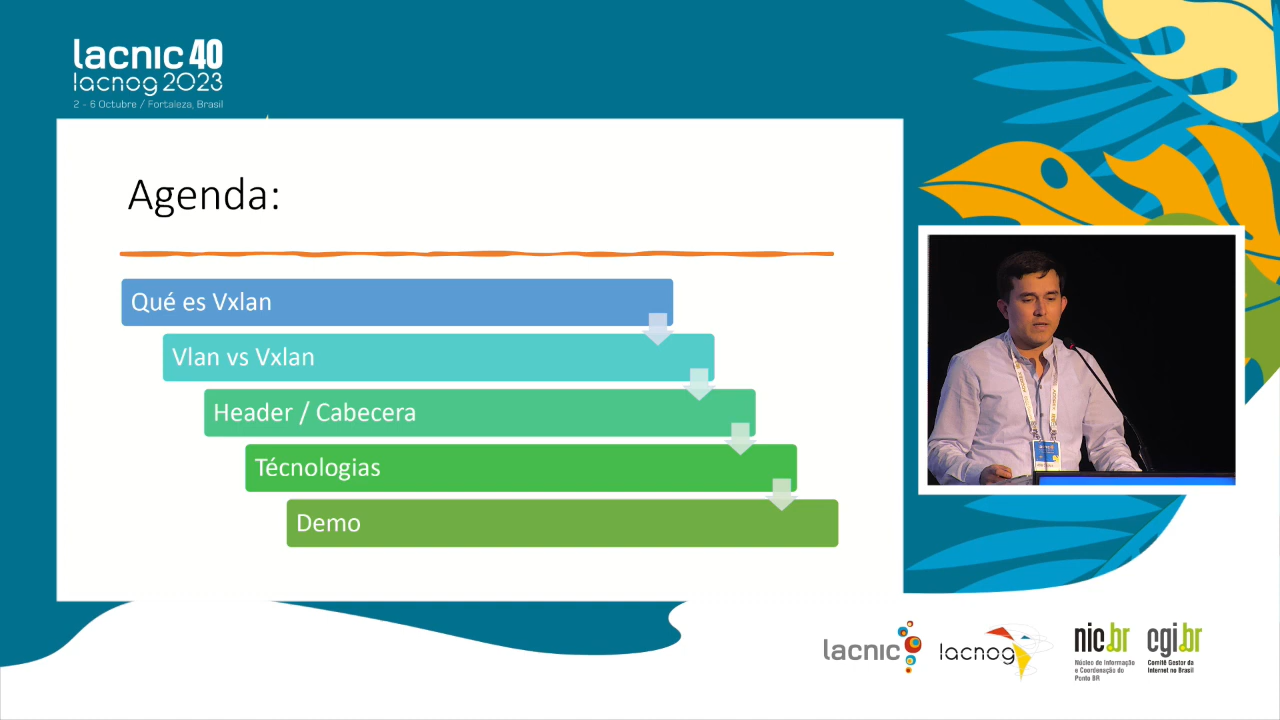 lacnic 40
lacnog 2023
2 - 6 Octubre / Fortaleza, Brasil
Agenda:
Qué es Vxlan
Vlan vs Vxlan
Header / Cabecera
Técnologias
Demo
lacnic
lacnog
nic.br
Núcleo de Informação
e Coordenação do
Ponto BR
cgi.br
Comitê Gestor da
Internet no Brasil